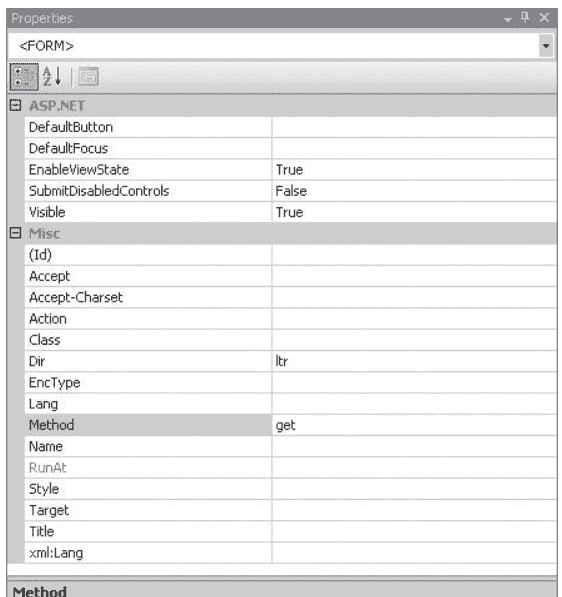 Properties
<FORM>
A Z
ASP.NET
DefaultButton
DefaultFocus
EnableViewState True
SubmitDisabledControls False
Visible True
Misc
(Id)
Accept
Accept-Charset
Action
Class
Dir ltr
EncType
Lang
Method get
Name
RunAt
Style
Target
Title
xml:Lang
Method